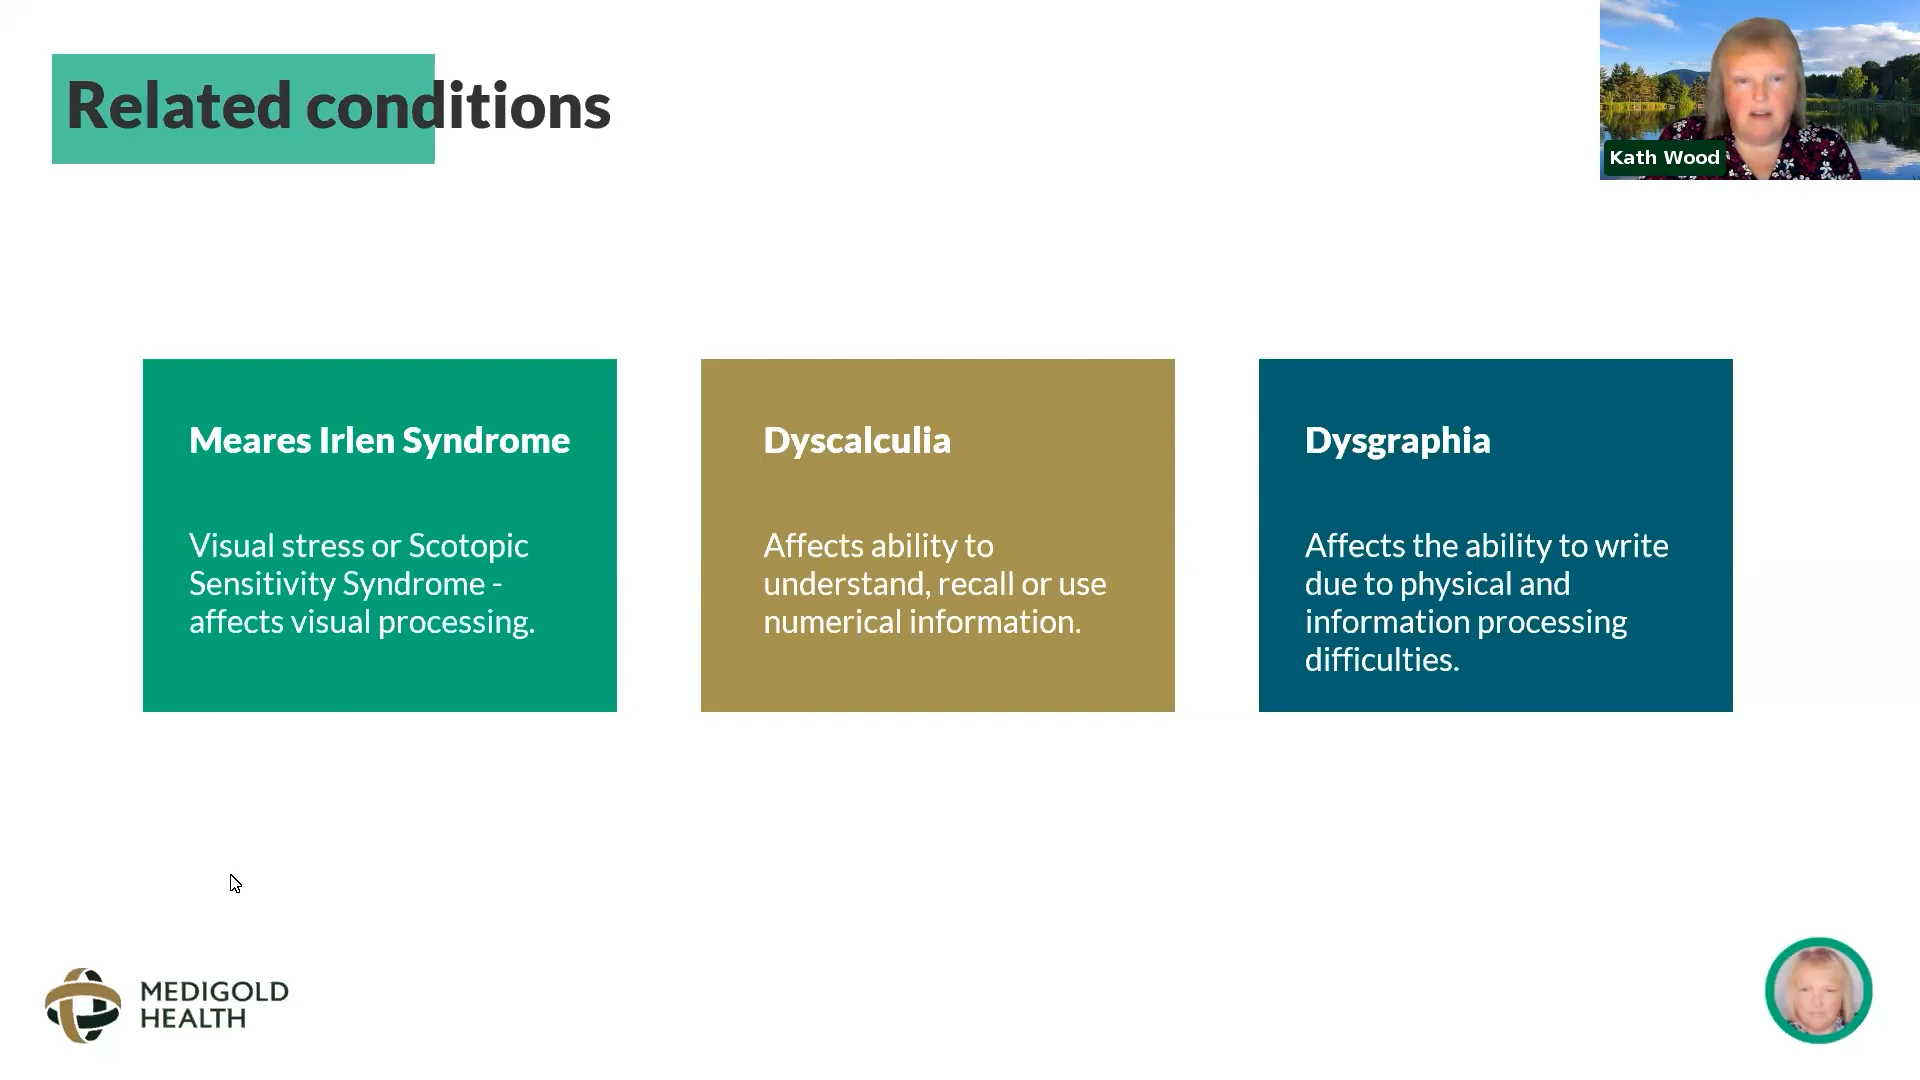 Related conditions
Kath Wood
Meares Irlen Syndrome
Visual stress or Scotopic
Sensitivity Syndrome -
affects visual processing.
Dyscalculia
Affects ability to
understand, recall or use
numerical information.
Dysgraphia
Affects the ability to write
due to physical and
information processing
difficulties.
MEDIGOLD
HEALTH